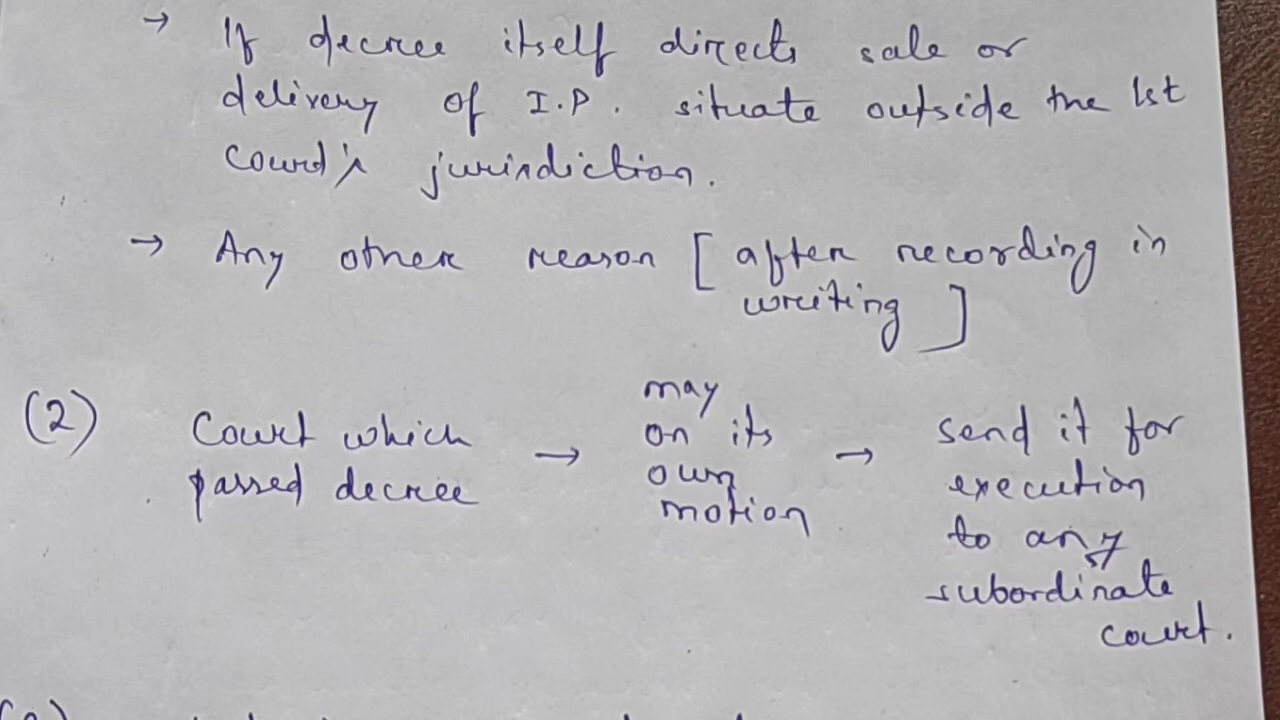 → If decree itself directs sale or
delivery of I.P. situate outside the 1st
Court's jurisdiction.
→ Any other reason [after recording in
writing]
(2) Court which → may → send it for
passed decree on its execution
own to any
motion subordinate
court.